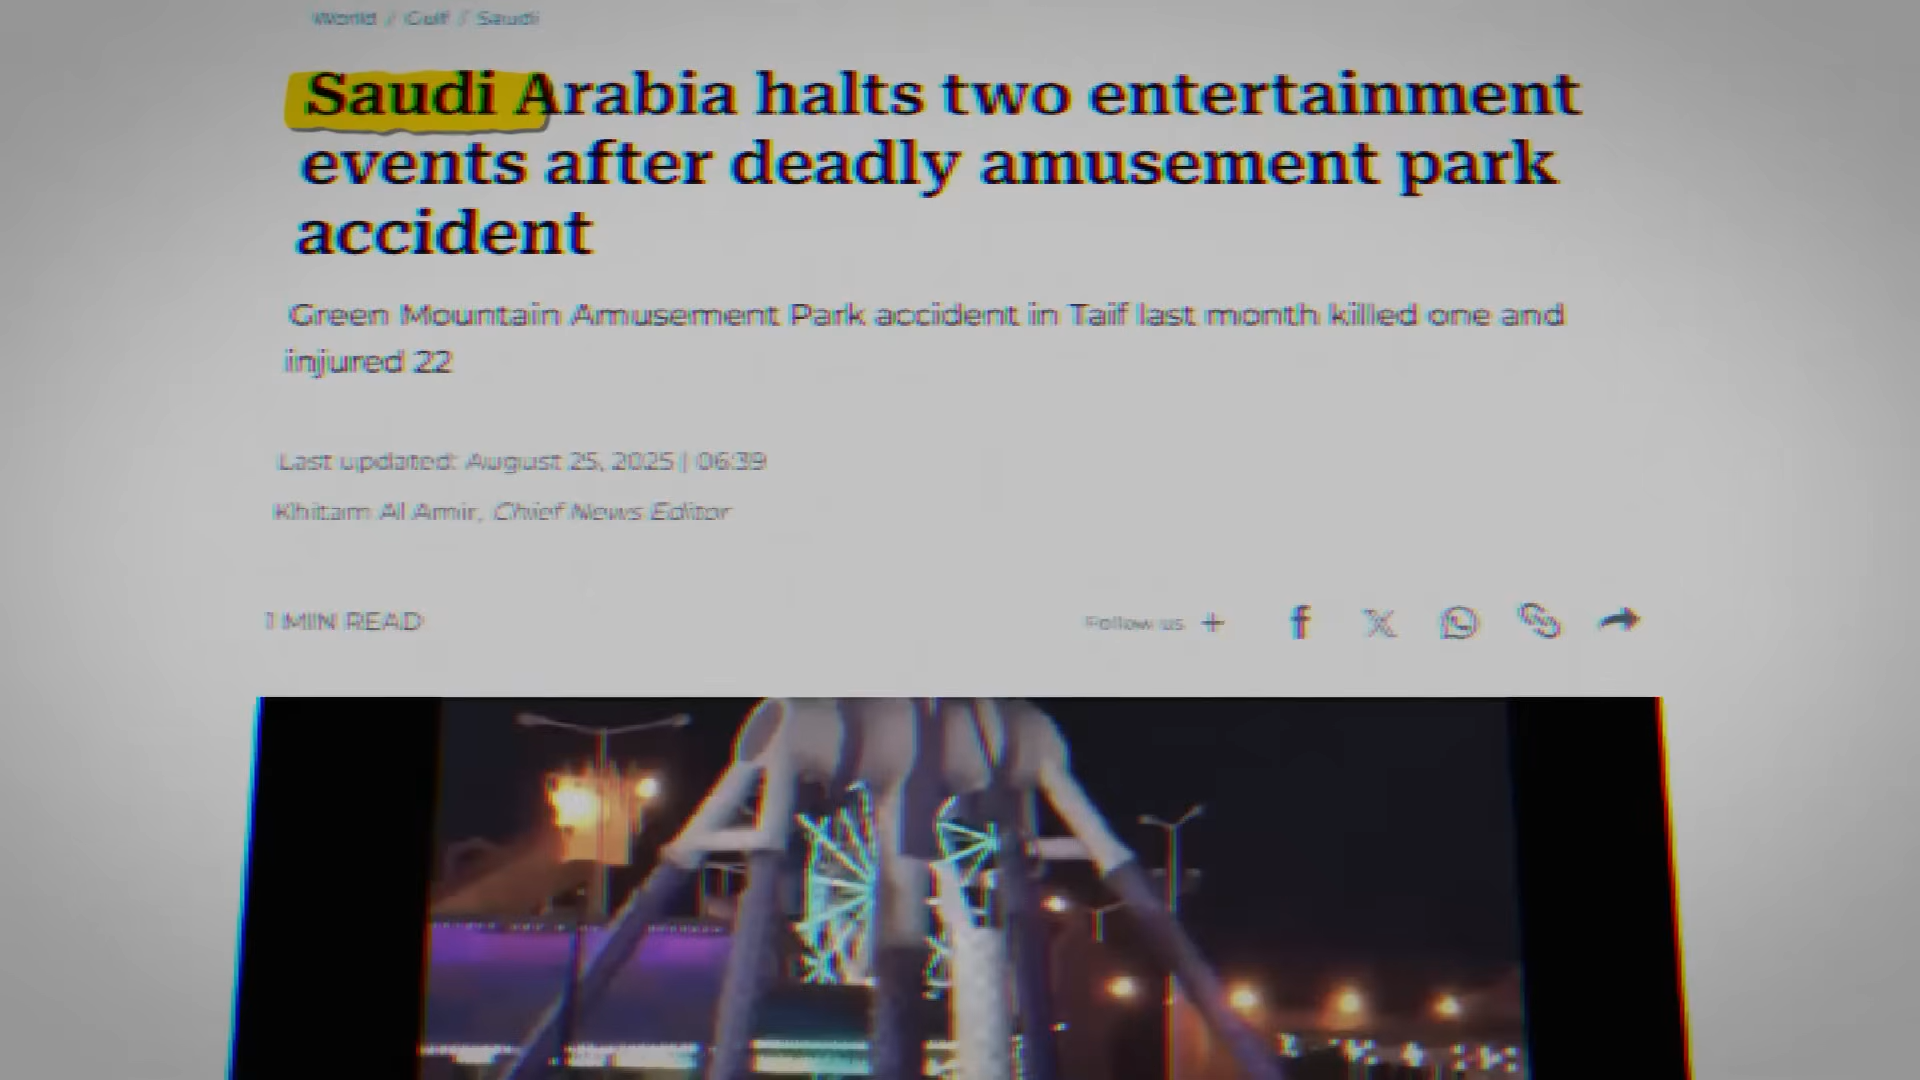 World / Gulf / Saudi
Saudi Arabia halts two entertainment
events after deadly amusement park
accident
Green Mountain Amusement Park accident in Taif last month killed one and
injured 22
Last updated: August 25, 2025 | 06:39
Khitam Al Amir, Chief News Editor
1 MIN READ
Follow us +